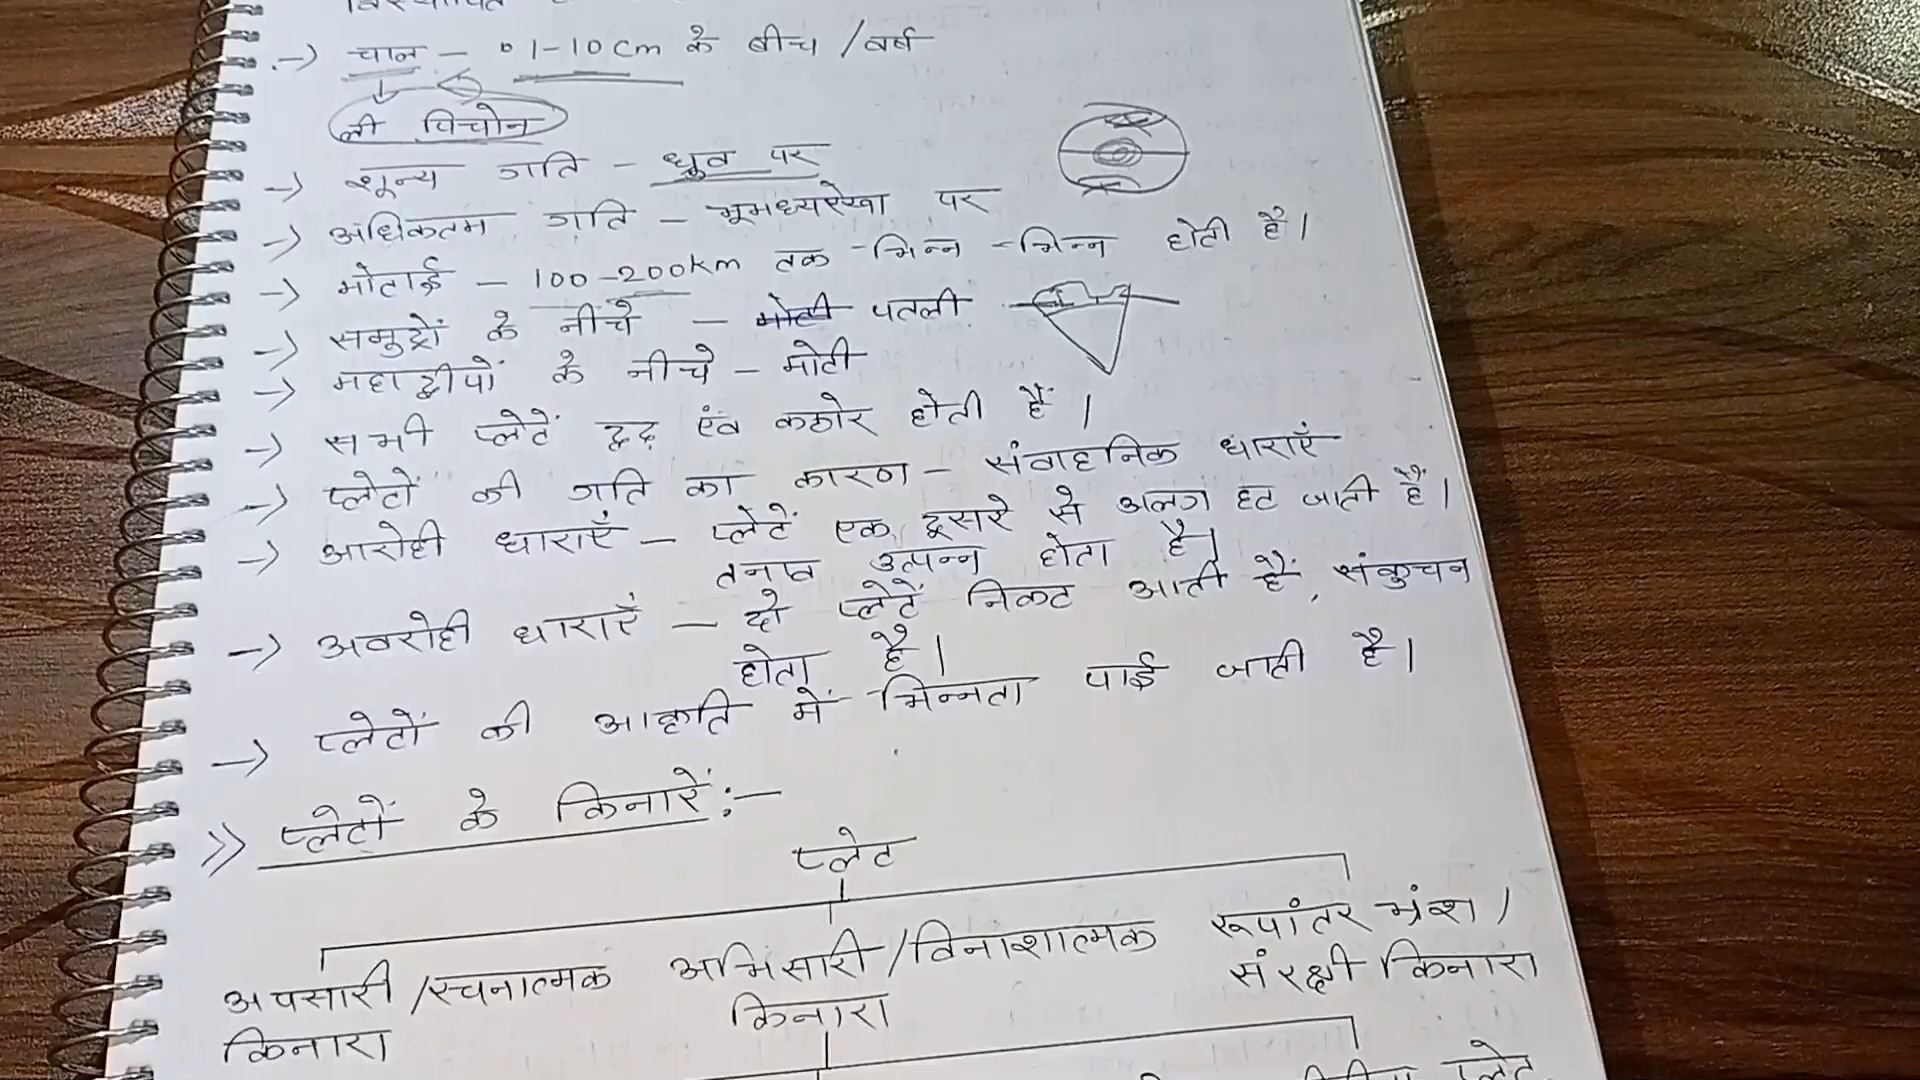 → चाल – 1-10 cm के बीच / वर्ष
ली पिचोन
→ शून्य गति – ध्रुव पर
→ अधिकतम गति – भूमध्यरेखा पर
→ मोटाई – 100-200km तक भिन्न-भिन्न होती है।
→ समुद्रों के नीचे – पतली
→ महाद्वीपों के नीचे – मोटी
→ सभी प्लेटें दृढ़ एंव कठोर होती हैं।
→ प्लेटों की गति का कारण – संवाहनिक धाराएँ
→ आरोही धाराएँ – प्लेटें एक दूसरे से अलग हट जाती हैं।
तनाव उत्पन्न होता है।
→ अवरोही धाराएँ – दो प्लेटें निकट आती हैं, संकुचन
होता है।
→ प्लेटों की आकृति में भिन्नता पाई जाती है।
>> प्लेटों के किनारें :–
प्लेट
अपसारी / रचनात्मक किनारा
अभिसारी / विनाशात्मक किनारा
रूपांतर भ्रंश / संरक्षी किनारा
प्लेट